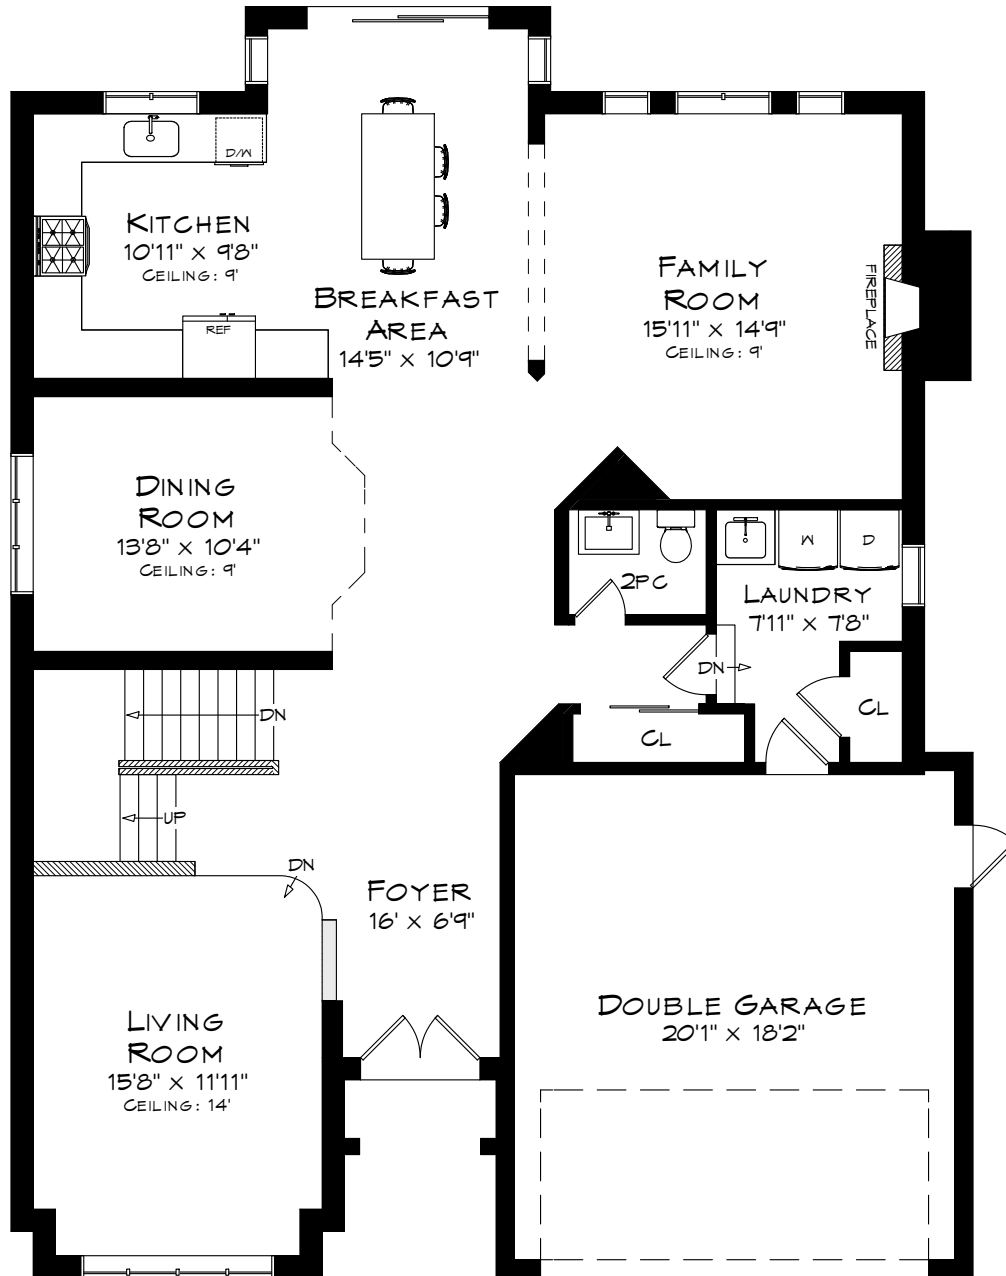 D/W
KITCHEN
10'11" X 9'8"
CEILING: 9'
REF
BREAKFAST
AREA
14'5" X 10'9"
FAMILY
ROOM
15'11" X 14'9"
CEILING: 9'
FIREPLACE
DINING
ROOM
13'8" X 10'4"
CEILING: 9'
2PC
W
D
LAUNDRY
7'11" X 7'8"
DN
CL
CL
DN
UP
DN
FOYER
16' X 6'9"
LIVING
ROOM
15'8" X 11'11"
CEILING: 14'
DOUBLE GARAGE
20'1" X 18'2"